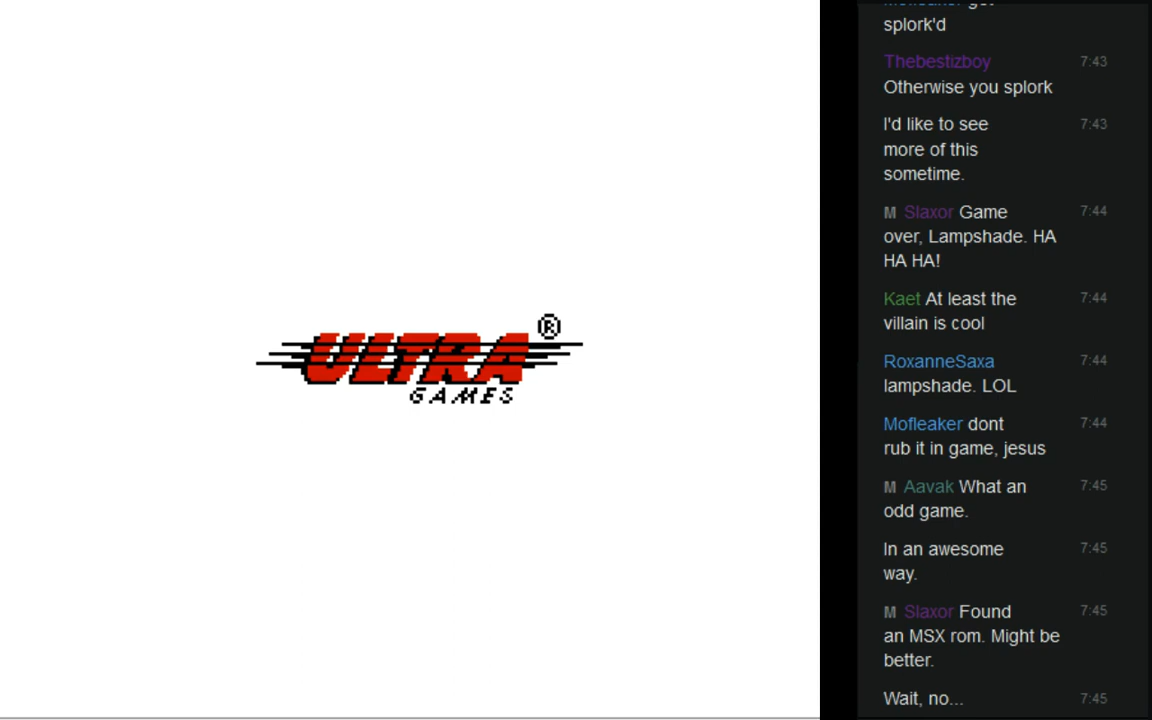 ULTRA®
GAMES
splork'd
Thebestizboy 7:43
Otherwise you splork
I'd like to see 7:43
more of this
sometime.
M Slaxor Game 7:44
over, Lampshade. HA
HA HA!
Kaet At least the 7:44
villain is cool
RoxanneSaxa 7:44
lampshade. LOL
Mofleaker dont 7:44
rub it in game, jesus
M Aavak What an 7:45
odd game.
In an awesome 7:45
way.
M Slaxor Found 7:45
an MSX rom. Might be
better.
Wait, no... 7:45